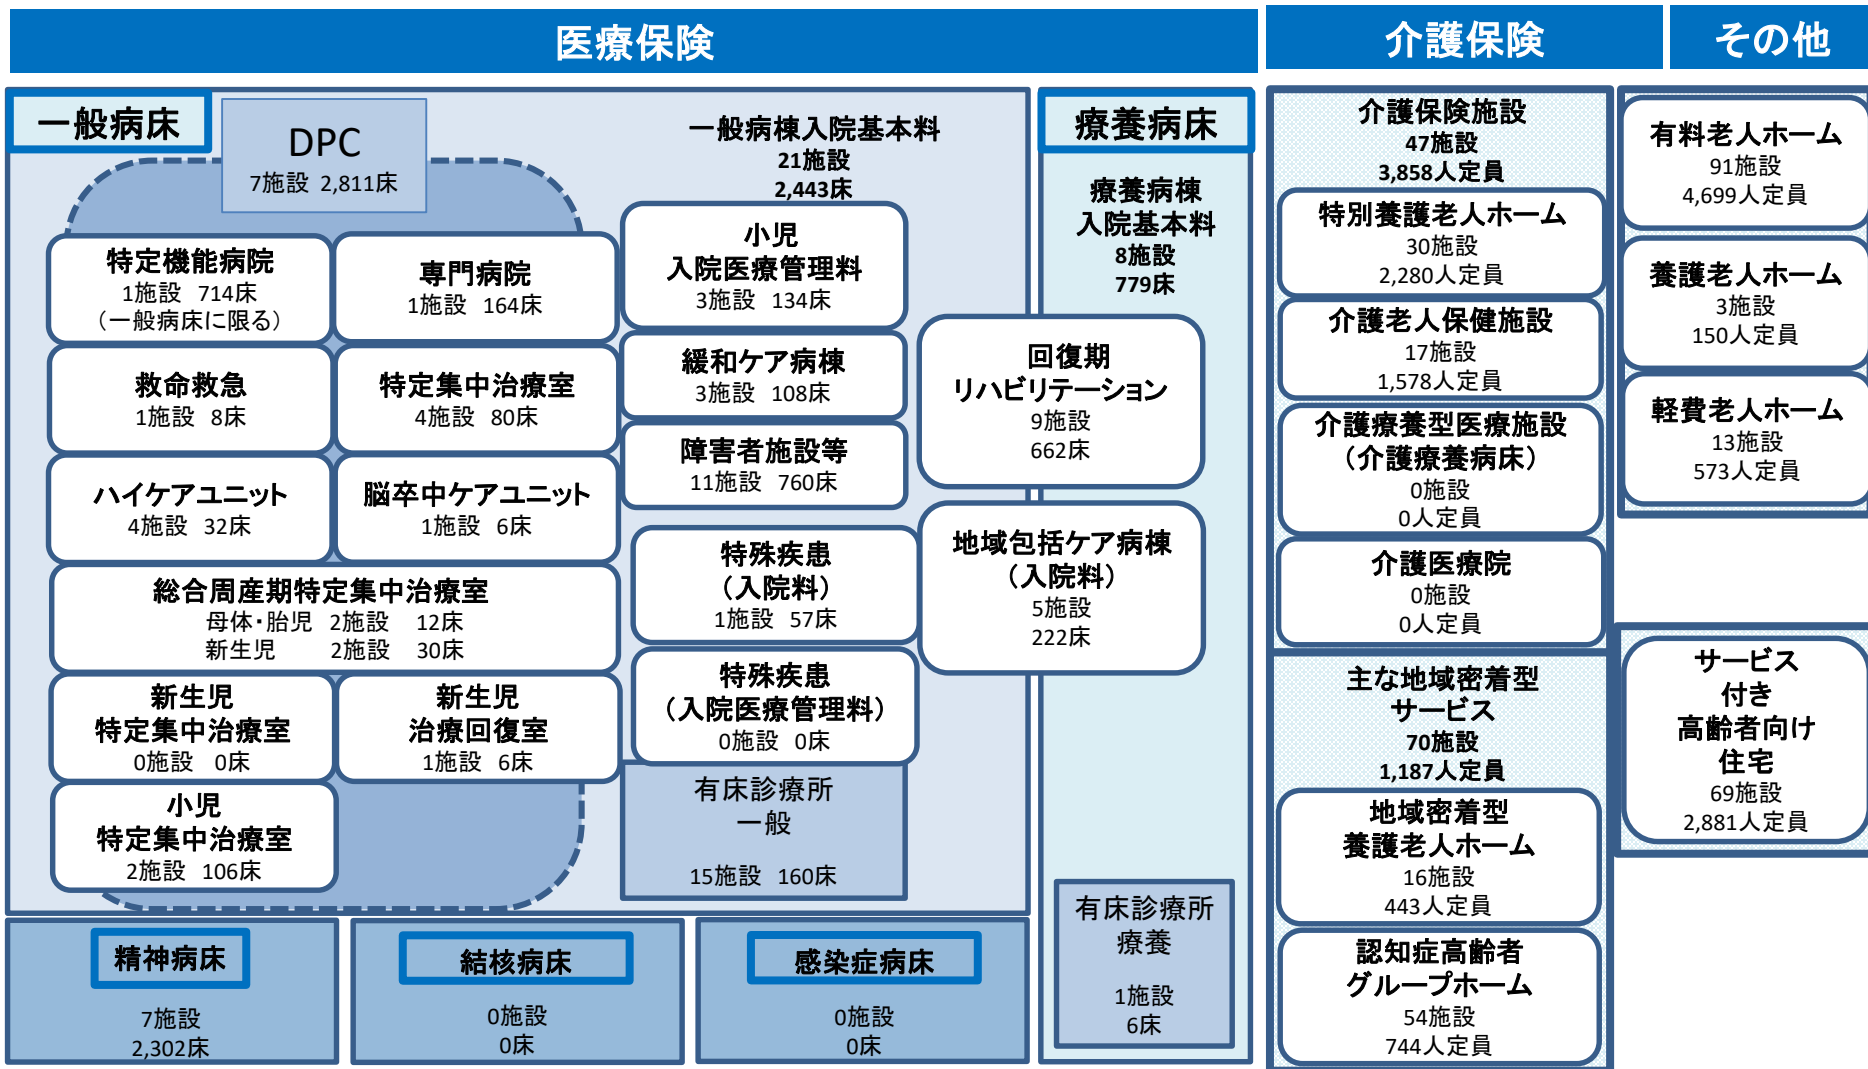 医療保険
介護保険
その他
一般病床
DPC
7施設 2,811床
一般病棟入院基本料
21施設
2,443床
特定機能病院
1施設 714床
（一般病床に限る）
専門病院
1施設 164床
救命救急
1施設 8床
特定集中治療室
4施設 80床
ハイケアユニット
4施設 32床
脳卒中ケアユニット
1施設 6床
総合周産期特定集中治療室
母体・胎児 2施設 12床
新生児 2施設 30床
新生児
特定集中治療室
0施設 0床
新生児
治療回復室
1施設 6床
小児
特定集中治療室
2施設 106床
小児
入院医療管理料
3施設 134床
緩和ケア病棟
3施設 108床
障害者施設等
11施設 760床
特殊疾患
（入院料）
1施設 57床
特殊疾患
（入院医療管理料）
0施設 0床
有床診療所
一般
15施設 160床
療養病床
療養病棟
入院基本料
8施設
779床
回復期
リハビリテーション
9施設
662床
地域包括ケア病棟
（入院料）
5施設
222床
有床診療所
療養
1施設
6床
精神病床
7施設
2,302床
結核病床
0施設
0床
感染症病床
0施設
0床
介護保険施設
47施設
3,858人定員
特別養護老人ホーム
30施設
2,280人定員
介護老人保健施設
17施設
1,578人定員
介護療養型医療施設
（介護療養病床）
0施設
0人定員
介護医療院
0施設
0人定員
主な地域密着型
サービス
70施設
1,187人定員
地域密着型
養護老人ホーム
16施設
443人定員
認知症高齢者
グループホーム
54施設
744人定員
有料老人ホーム
91施設
4,699人定員
養護老人ホーム
3施設
150人定員
軽費老人ホーム
13施設
573人定員
サービス
付き
高齢者向け
住宅
69施設
2,881人定員